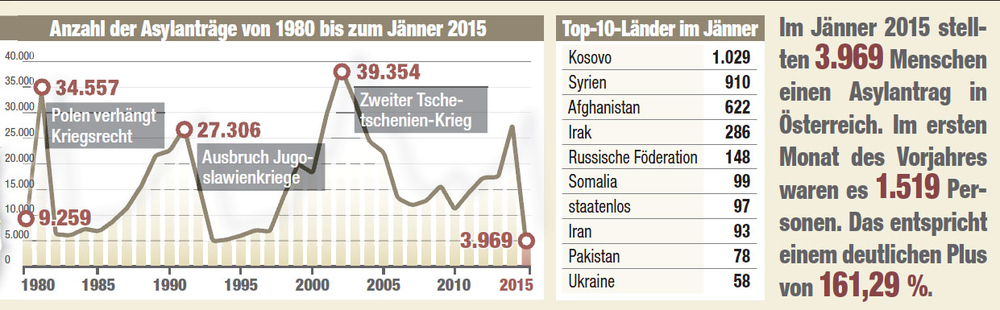 Anzahl der Asylanträge von 1980 bis zum Jänner 2015
40.000
35.000
30.000
25.000
20.000
15.000
10.000
5.000
0
34.557
Polen verhängt
Kriegsrecht
9.259
27.306
Ausbruch Jugo-
slawienkriege
39.354
Zweiter Tsche-
tschenien-Krieg
3.969
1980 1985 1990 1995 2000 2005 2010 2015
Top-10-Länder im Jänner
Kosovo 1.029
Syrien 910
Afghanistan 622
Irak 286
Russische Föderation 148
Somalia 99
staatenlos 97
Iran 93
Pakistan 78
Ukraine 58
Im Jänner 2015 stell-
ten 3.969 Menschen
einen Asylantrag in
Österreich. Im ersten
Monat des Vorjahres
waren es 1.519 Per-
sonen. Das entspricht
einem deutlichen Plus
von 161,29 %.